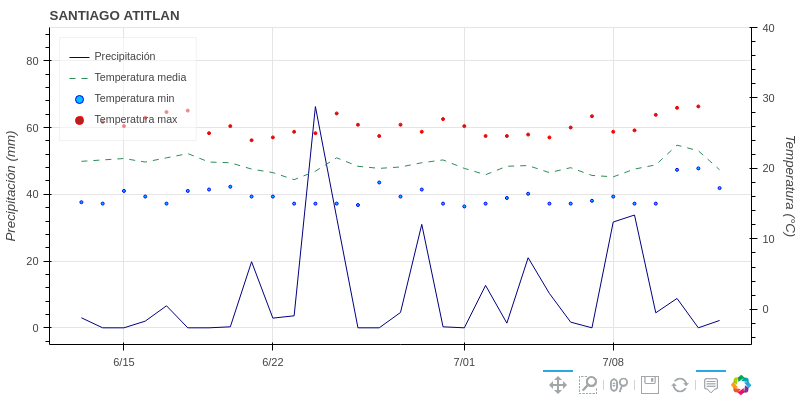 SANTIAGO ATITLAN
Precipitación
Temperatura media
Temperatura min
Temperatura max
Precipitación (mm)
80
60
40
20
0
40
30
20
10
0
Temperatura (°C)
6/15
6/22
7/01
7/08